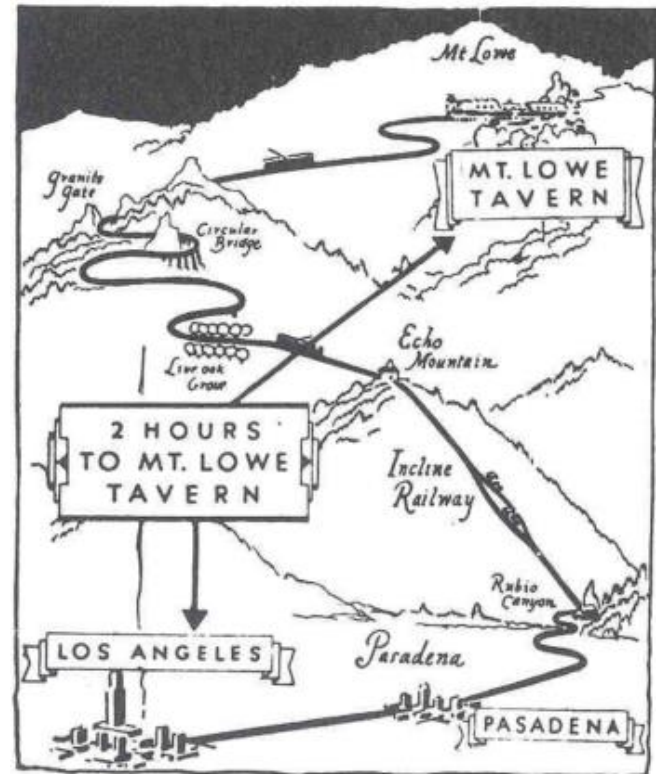 Mt Lowe
MT. LOWE
TAVERN
Granite
Gate
Circular
Bridge
Echo
Mountain
Live oak
Grove
2 HOURS
TO MT. LOWE
TAVERN
Incline
Railway
Rubio
Canyon
LOS ANGELES
Pasadena
PASADENA